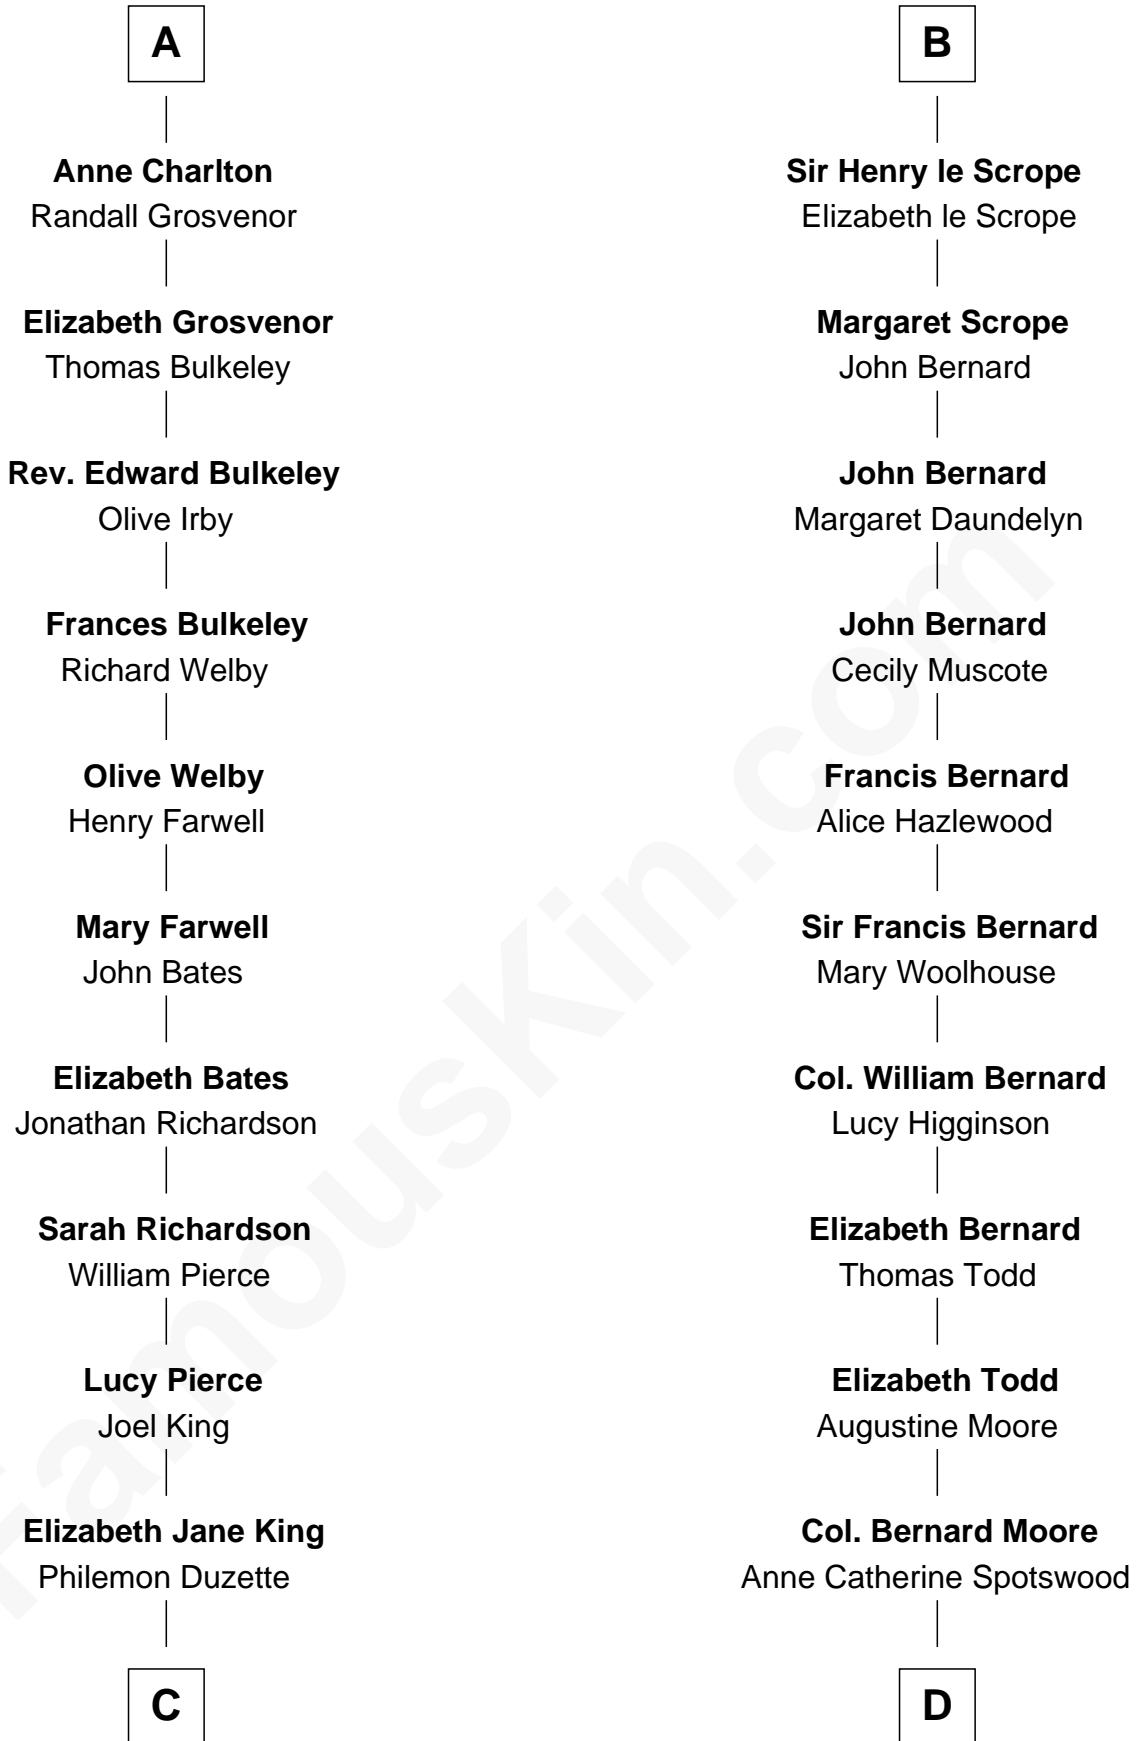 A
Anne Charlton
Randall Grosvenor
Elizabeth Grosvenor
Thomas Bulkeley
Rev. Edward Bulkeley
Olive Irby
Frances Bulkeley
Richard Welby
Olive Welby
Henry Farwell
Mary Farwell
John Bates
Elizabeth Bates
Jonathan Richardson
Sarah Richardson
William Pierce
Lucy Pierce
Joel King
Elizabeth Jane King
Philemon Duzette
C
B
Sir Henry le Scrope
Elizabeth le Scrope
Margaret Scrope
John Bernard
John Bernard
Margaret Daundelyn
John Bernard
Cecily Muscote
Francis Bernard
Alice Hazlewood
Sir Francis Bernard
Mary Woolhouse
Col. William Bernard
Lucy Higginson
Elizabeth Bernard
Thomas Todd
Elizabeth Todd
Augustine Moore
Col. Bernard Moore
Anne Catherine Spotswood
D
FamousKin.com